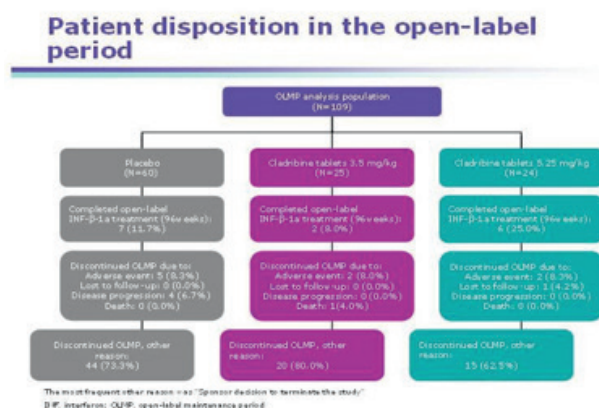 Patient disposition in the open-label
period
OLMP analysis population
(N=109)
Placebo
(N=60)
Cladribine tablets 3.5 mg/kg
(N=25)
Cladribine tablets 5.25 mg/kg
(N=24)
Completed open-label
INF-β-1a treatment (96weeks):
7 (11.7%)
Completed open-label
INF-β-1a treatment (96weeks):
2 (8.0%)
Completed open-label
INF-β-1a treatment (96weeks):
6 (25.0%)
Discontinued OLMP due to:
Adverse event: 5 (8.3%)
Lost to follow-up: 0 (0.0%)
Disease progression: 4 (6.7%)
Death: 0 (0.0%)
Discontinued OLMP due to:
Adverse event: 2 (8.0%)
Lost to follow-up: 0 (0.0%)
Disease progression: 0 (0.0%)
Death: 1(4.0%)
Discontinued OLMP due to:
Adverse event: 2 (8.3%)
Lost to follow-up: 1(4.2%)
Disease progression: 0 (0.0%)
Death: 0 (0.0%)
Discontinued OLMP, other
reason:
44 (73.3%)
Discontinued OLMP, other
reason:
20 (80.0%)
Discontinued OLMP, other
reason:
15 (62.5%)
The most frequent other reason was "Sponsor decision to terminate the study"
INF, interferon; OLMP, open-label maintenance period